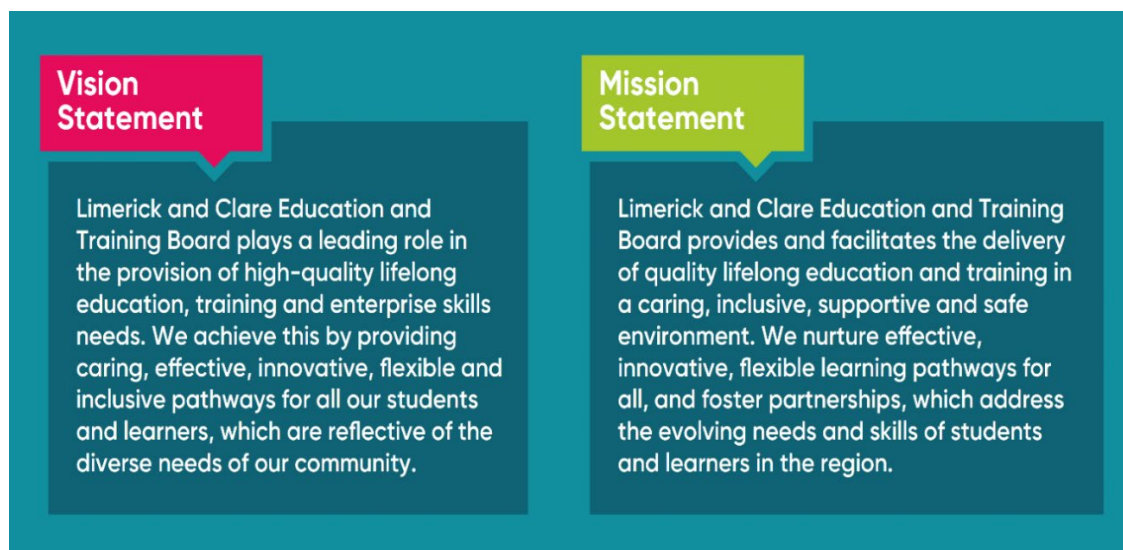 Vision
Statement
Limerick and Clare Education and
Training Board plays a leading role in
the provision of high-quality lifelong
education, training and enterprise skills
needs. We achieve this by providing
caring, effective, innovative, flexible and
inclusive pathways for all our students
and learners, which are reflective of the
diverse needs of our community.
Mission
Statement
Limerick and Clare Education and Training
Board provides and facilitates the delivery
of quality lifelong education and training in
a caring, inclusive, supportive and safe
environment. We nurture effective,
innovative, flexible learning pathways for
all, and foster partnerships, which address
the evolving needs and skills of students
and learners in the region.